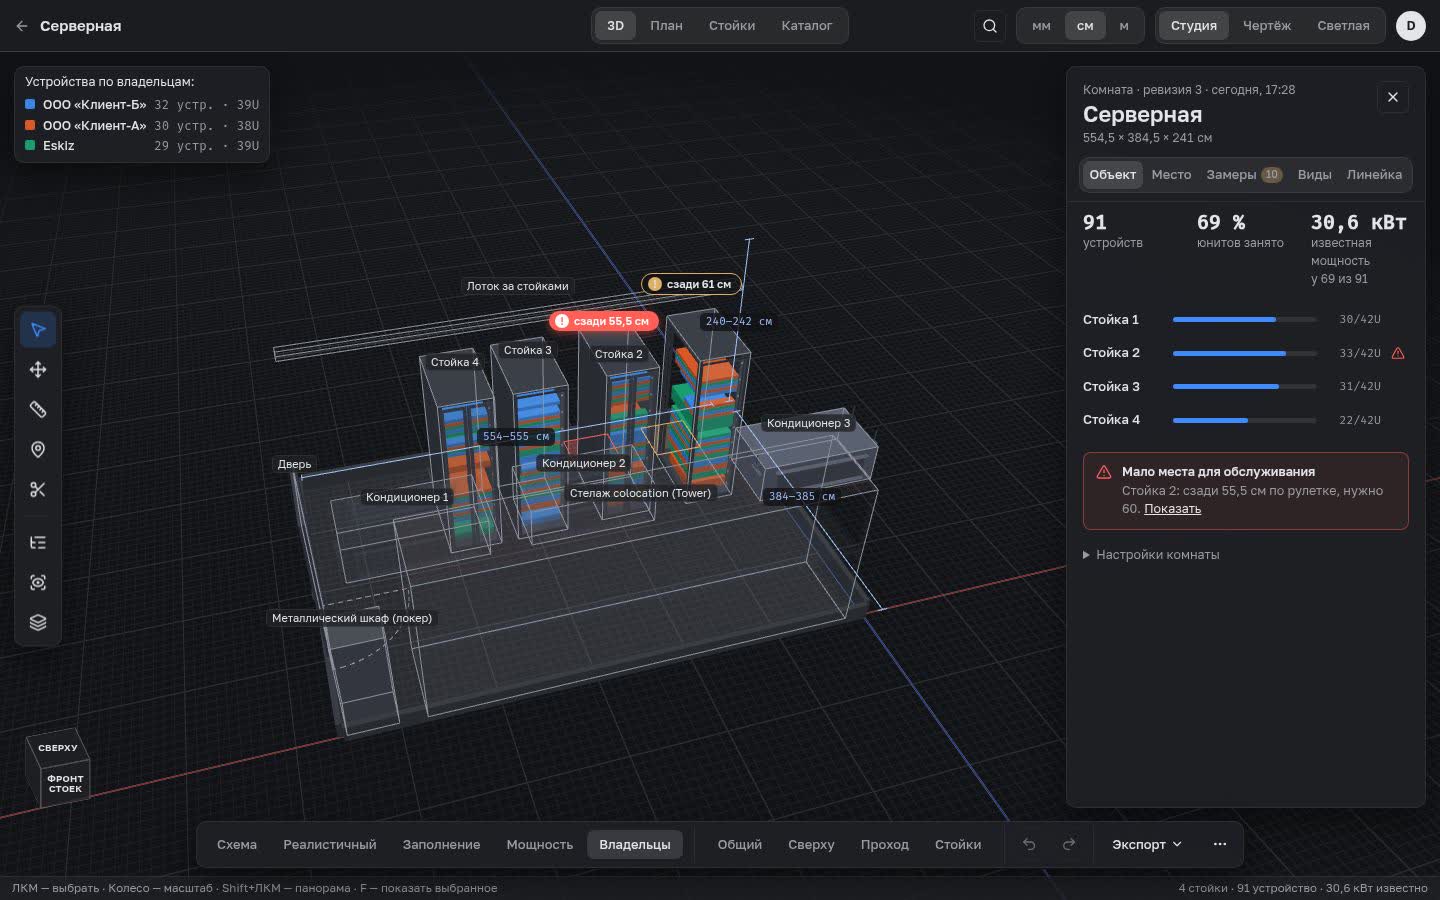 Серверная
3D План Стойки Каталог
мм см м
Студия Чертёж Светлая
D
Устройства по владельцам:
ООО «Клиент-Б» 32 устр. · 39U
ООО «Клиент-А» 30 устр. · 38U
Eskiz 29 устр. · 39U
Комната · ревизия 3 · сегодня, 17:28
Серверная
554,5 × 384,5 × 241 см
Объект Место Замеры 10 Виды Линейка
91 69 % 30,6 кВт
устройств юнитов занято известная
мощность
у 69 из 91
Стойка 1 30/42U
Стойка 2 33/42U
Стойка 3 31/42U
Стойка 4 22/42U
Мало места для обслуживания
Стойка 2: сзади 55,5 см по рулетке, нужно
60. Показать
Настройки комнаты
Лоток за стойками
сзади 61 см
сзади 55,5 см
240–242 см
Стойка 3
Стойка 2
Стойка 4
Кондиционер 3
554–555 см
Дверь
Кондиционер 2
Кондиционер 1
Стелаж colocation (Tower)
384–385 см
Металлический шкаф (локер)
СВЕРХУ
ФРОНТ
СТОЕК
Схема Реалистичный Заполнение Мощность Владельцы Общий Сверху Проход Стойки Экспорт
ЛКМ — выбрать · Колесо — масштаб · Shift+ЛКМ — панорама · F — показать выбранное
4 стойки · 91 устройство · 30,6 кВт известно